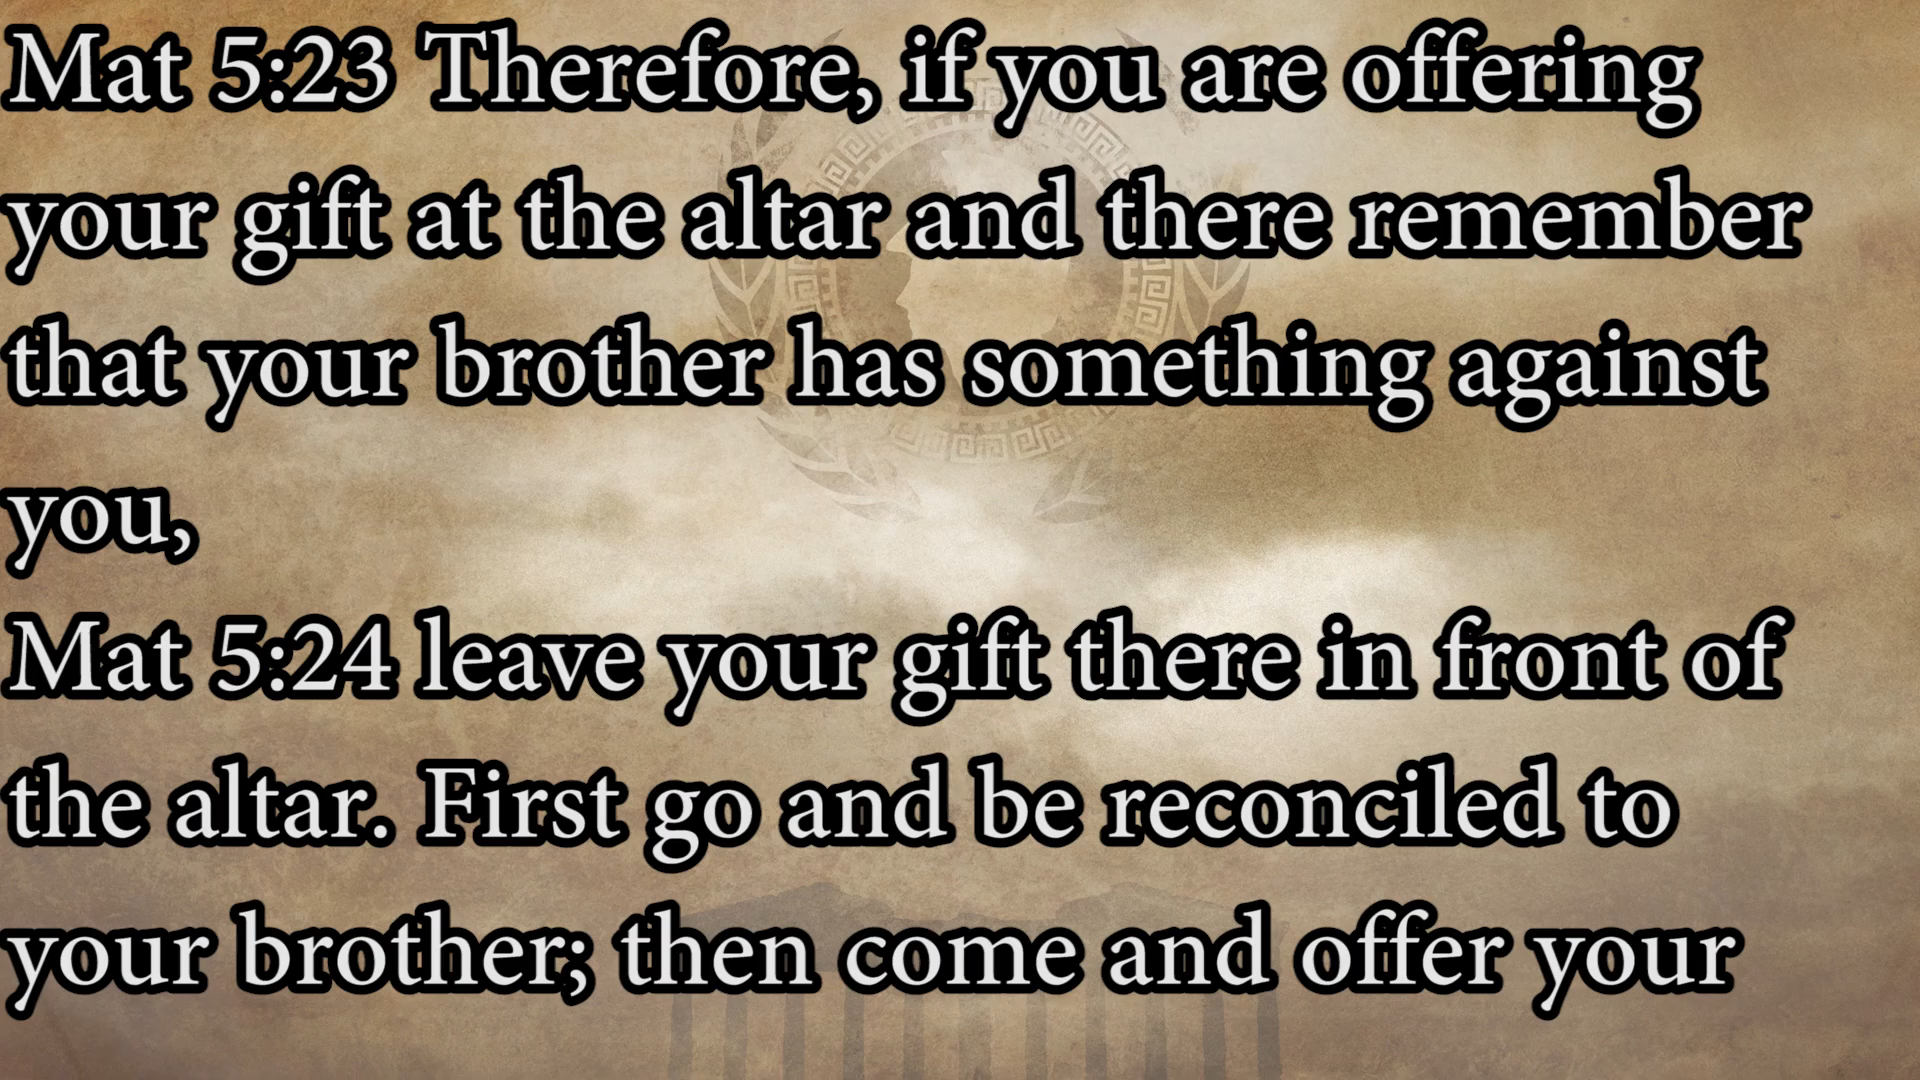 Mat 5:23 Therefore, if you are offering
your gift at the altar and there remember
that your brother has something against
you,
Mat 5:24 leave your gift there in front of
the altar. First go and be reconciled to
your brother; then come and offer your